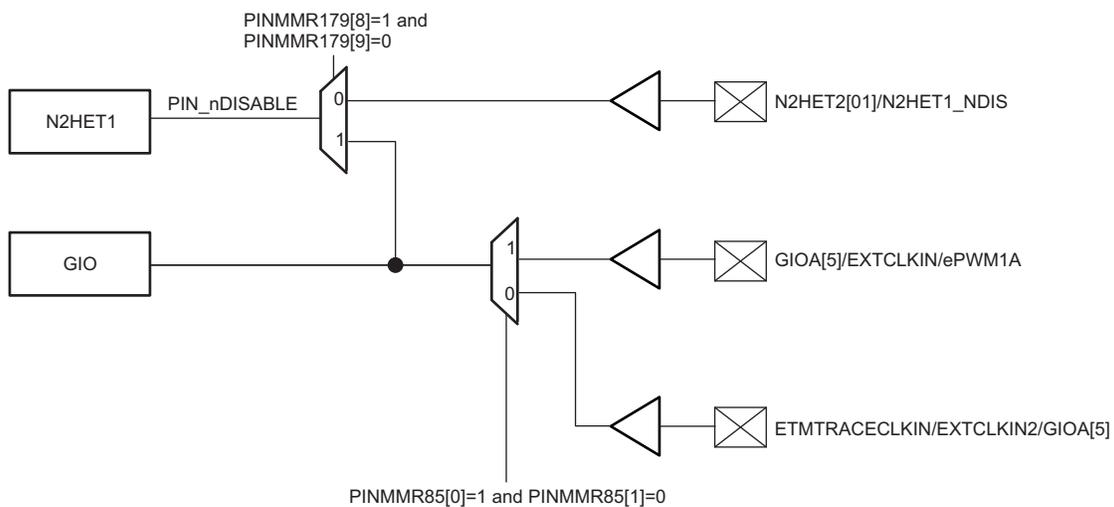 PINMMR179[8]=1 and
PINMMR179[9]=0
N2HET1
PIN_nDISABLE
0
1
N2HET2[01]/N2HET1_NDIS
GIO
1
0
GIOA[5]/EXTCLKIN/ePWM1A
ETMTRACECLKIN/EXTCLKIN2/GIOA[5]
PINMMR85[0]=1 and PINMMR85[1]=0